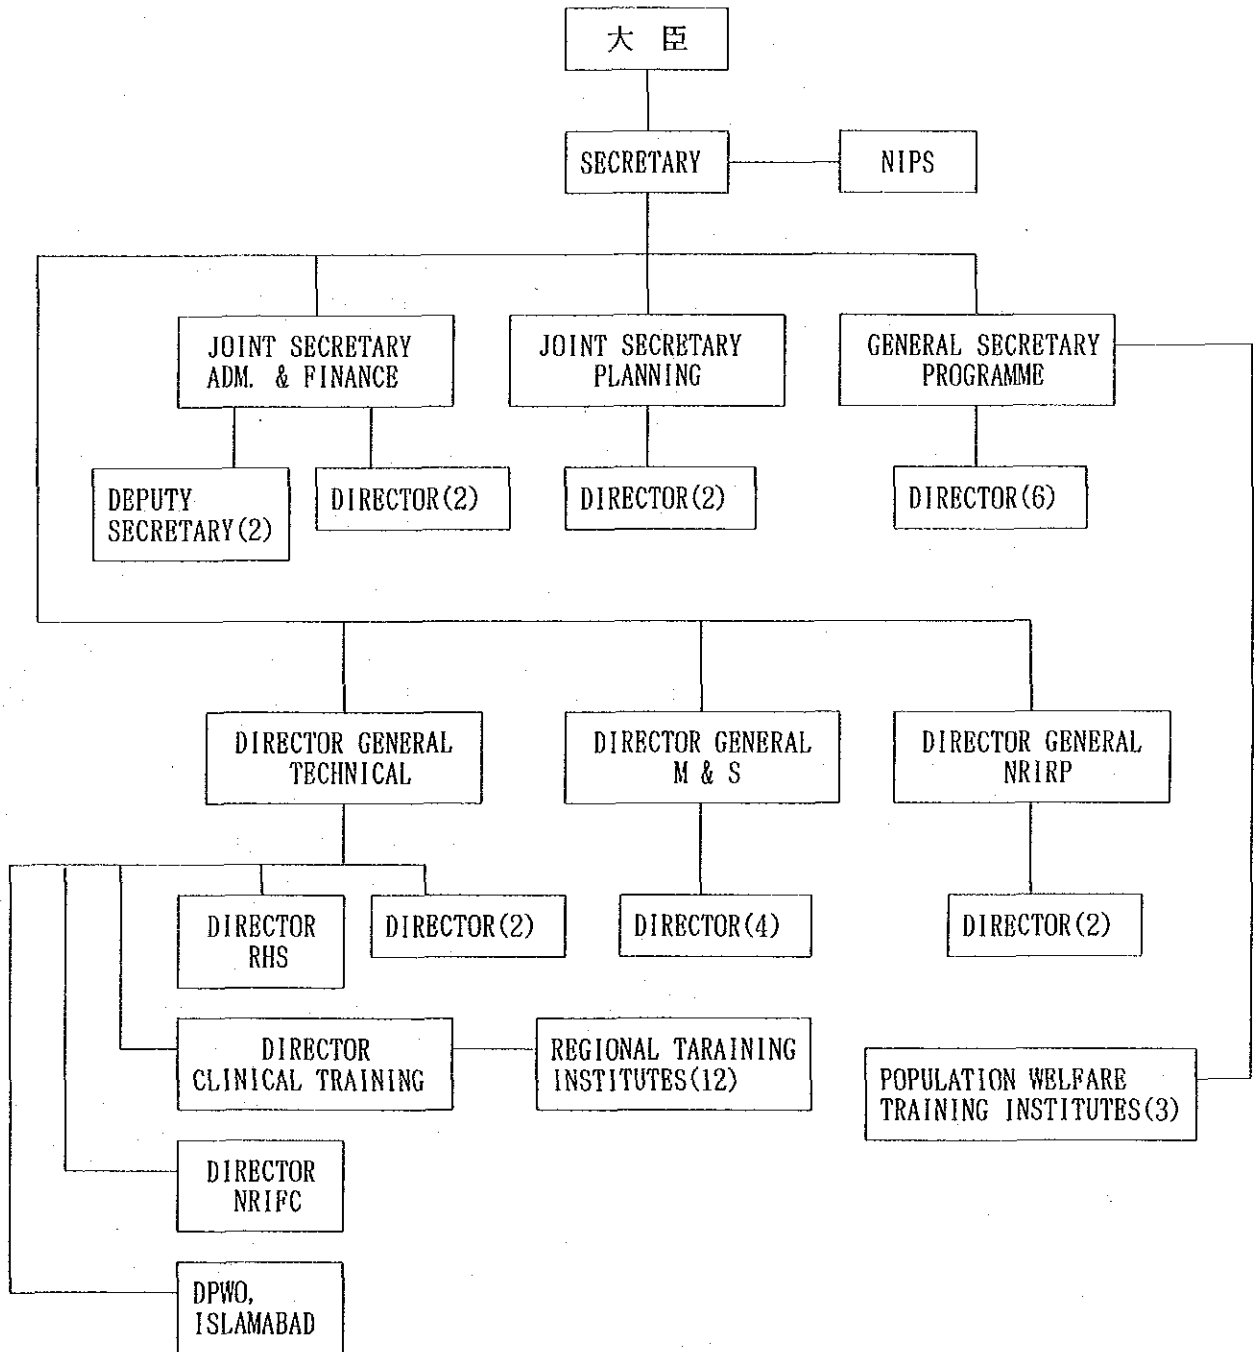 大 臣
SECRETARY
NIPS
JOINT SECRETARY
ADM. & FINANCE
JOINT SECRETARY
PLANNING
GENERAL SECRETARY
PROGRAMME
DEPUTY
SECRETARY(2)
DIRECTOR(2)
DIRECTOR(2)
DIRECTOR(6)
DIRECTOR GENERAL
TECHNICAL
DIRECTOR GENERAL
M & S
DIRECTOR GENERAL
NRIRP
DIRECTOR
RHS
DIRECTOR(2)
DIRECTOR(4)
DIRECTOR(2)
DIRECTOR
CLINICAL TRAINING
REGIONAL TARAINING
INSTITUTES(12)
POPULATION WELFARE
TRAINING INSTITUTES(3)
DIRECTOR
NRIFC
DPWO,
ISLAMABAD